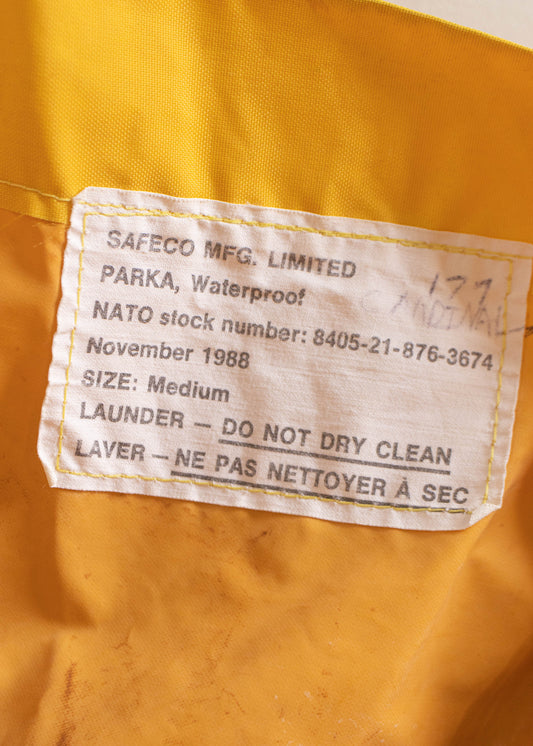 SAFECO MFG. LIMITED
PARKA, Waterproof
177
NATO stock number: 8405-21-876-3674
November 1988
SIZE: Medium
LAUNDER – DO NOT DRY CLEAN
LAVER – NE PAS NETTOYER À SEC